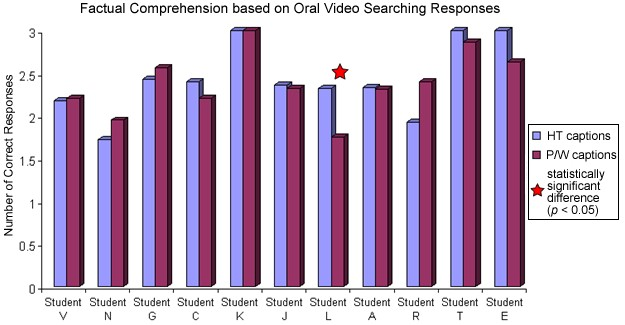 Factual Comprehension based on Oral Video Searching Responses
Number of Correct Responses
3
2.5
2
1.5
1
0.5
0
Student Student Student Student Student Student Student Student Student Student Student
V N G C K J L A R T E
HT captions
P/W captions
statistically
significant
difference
(p < 0.05)